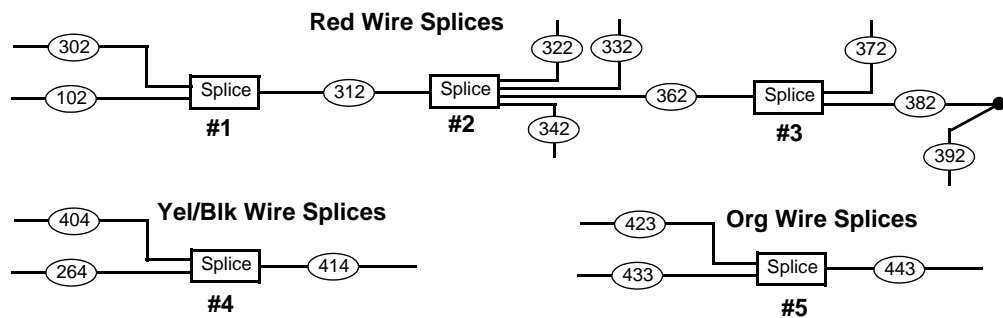 Red Wire Splices
302
322
332
372
102
Splice
312
Splice
362
Splice
382
#1
#2
342
#3
392
Yel/Blk Wire Splices
Org Wire Splices
404
423
264
Splice
414
433
Splice
443
#4
#5